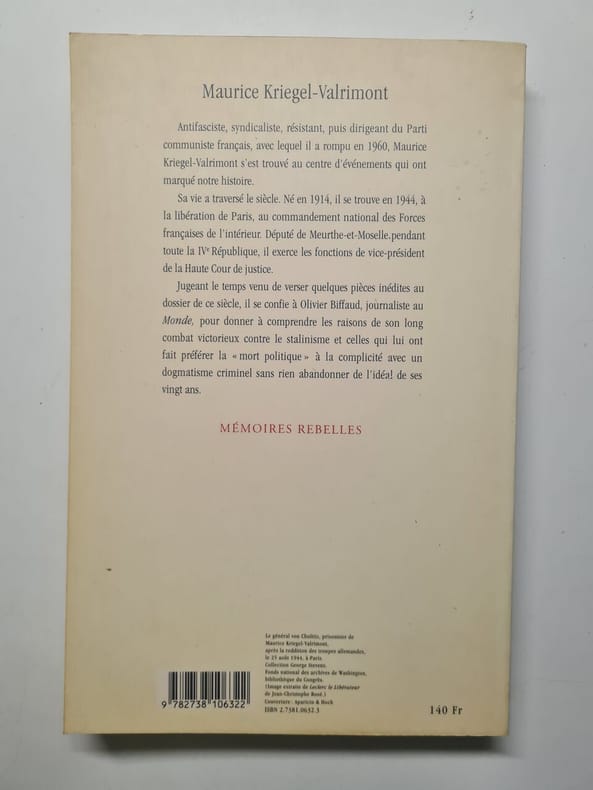 Maurice Kriegel-Valrimont
Antifasciste, syndicaliste, résistant, puis dirigeant du Parti
communiste français, avec lequel il a rompu en 1960, Maurice
Kriegel-Valrimont s'est trouvé au centre d'événements qui ont
marqué notre histoire.
Sa vie a traversé le siècle. Né en 1914, il se trouve en 1944, à
la libération de Paris, au commandement national des Forces
françaises de l'intérieur. Député de Meurthe-et-Moselle.pendant
toute la IVe République, il exerce les fonctions de vice-président
de la Haute Cour de justice.
Jugeant le temps venu de verser quelques pièces inédites au
dossier de ce siècle, il se confie à Olivier Biffaud, journaliste au
Monde, pour donner à comprendre les raisons de son long
combat victorieux contre le stalinisme et celles qui lui ont
fait préférer la « mort politique » à la complicité avec un
dogmatisme criminel sans rien abandonner de l'idéal de ses
vingt ans.
MÉMOIRES REBELLES
Le général von Choltitz, prisonnier de
Maurice Kriegel-Valrimont,
après la reddition des troupes allemandes,
le 25 août 1944, à Paris.
Collection George Stevens.
Fonds national des archives de Washington,
bibliothèque du Congrès.
(Image extraite de Leclerc le Libérateur
de Jean-Christophe Rosé.)
Couverture : Aparicio & Hoch
ISBN 2.7381.0632.3
9 782738 106322
140 Fr